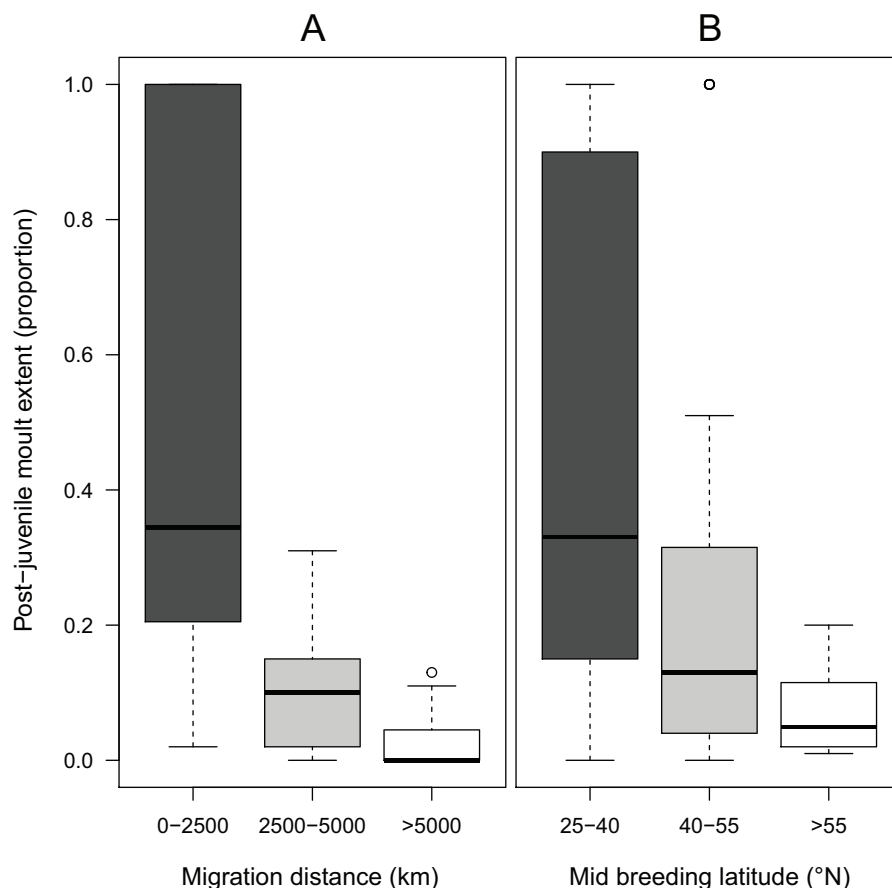 A
B
Post−juvenile moult extent (proportion)
1.0
0.8
0.6
0.4
0.2
0.0
0−2500
2500−5000
>5000
25−40
40−55
>55
Migration distance (km)
Mid breeding latitude (°N)